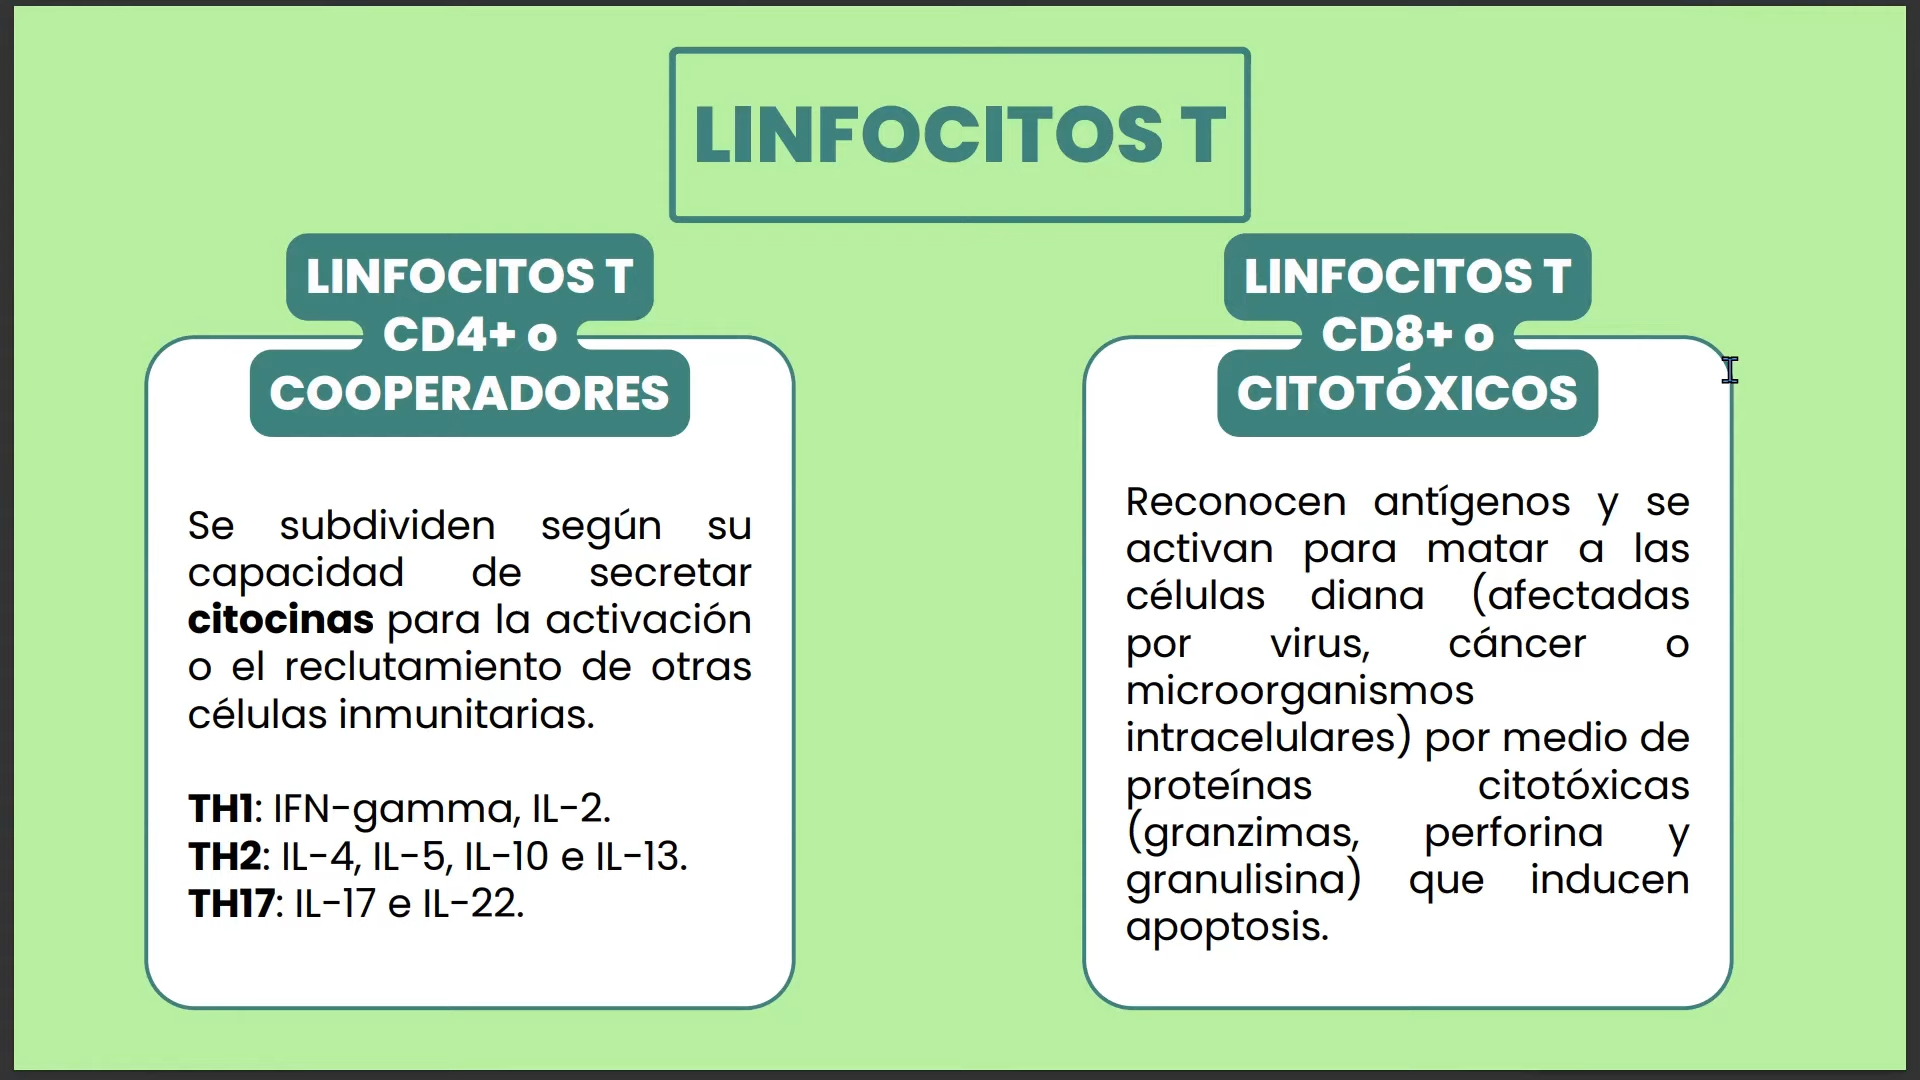 LINFOCITOS T
LINFOCITOS T
CD4+ o
COOPERADORES
Se subdividen según su
capacidad de secretar
citocinas para la activación
o el reclutamiento de otras
células inmunitarias.
TH1: IFN-gamma, IL-2.
TH2: IL-4, IL-5, IL-10 e IL-13.
TH17: IL-17 e IL-22.
LINFOCITOS T
CD8+ o
CITOTÓXICOS
Reconocen antígenos y se
activan para matar a las
células diana (afectadas
por virus, cáncer o
microorganismos
intracelulares) por medio de
proteínas citotóxicas
(granzimas, perforina y
granulisina) que inducen
apoptosis.